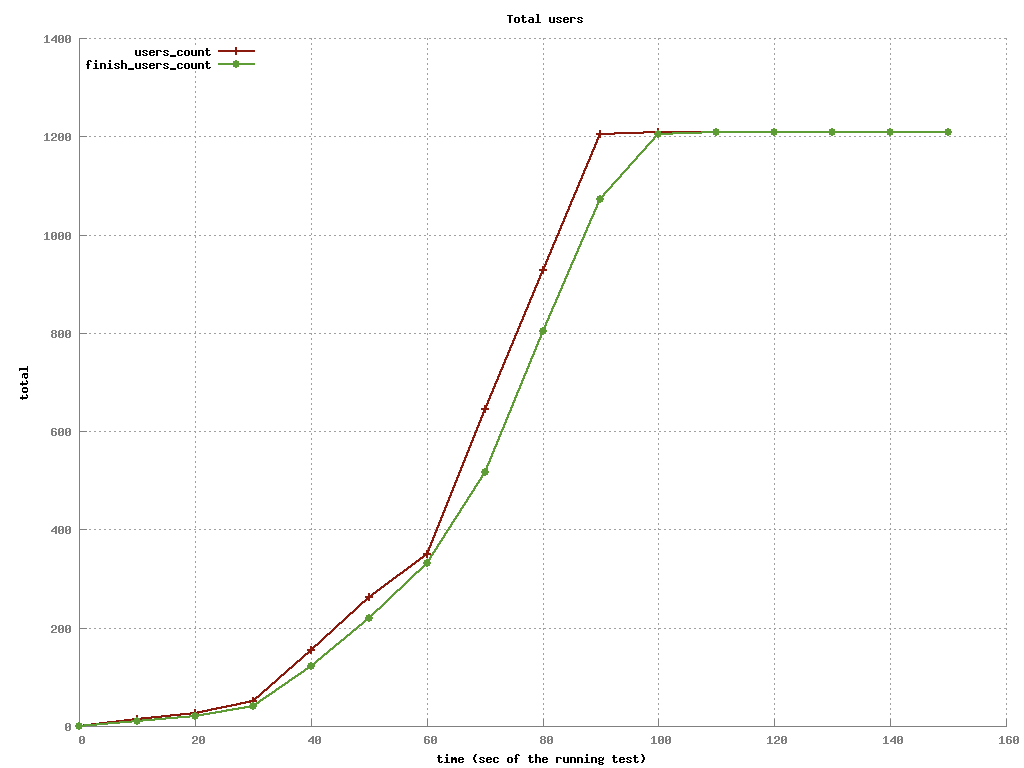 Total users
users_count
finish_users_count
1400
1200
1000
800
600
400
200
0
total
0 20 40 60 80 100 120 140 160
time (sec of the running test)